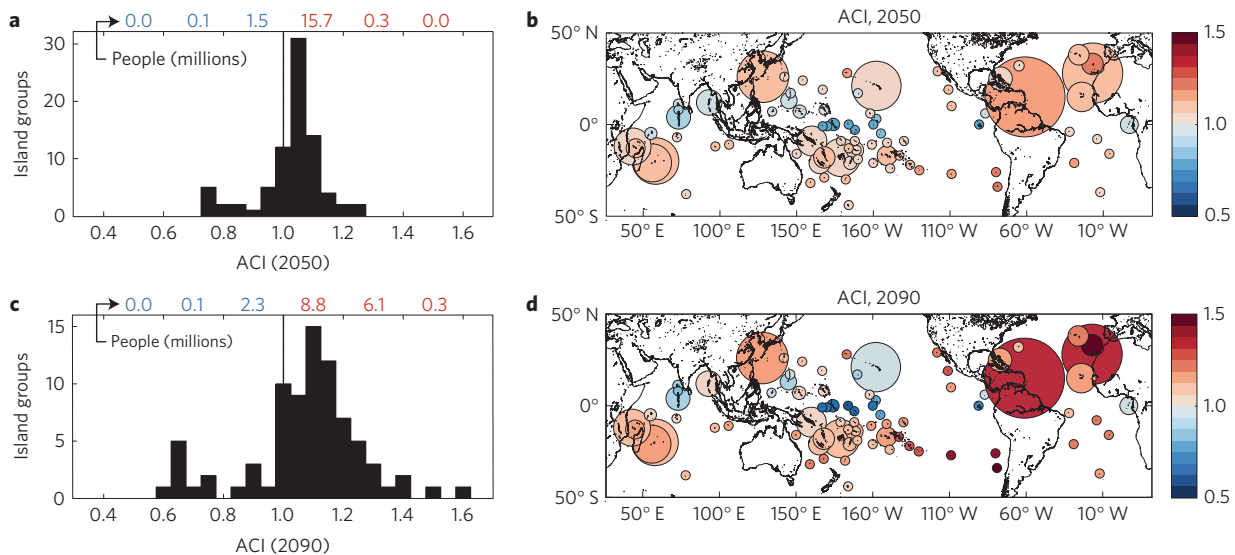 a
0.0 0.1 1.5 15.7 0.3 0.0
People (millions)
Island groups
30
20
10
0
0.4 0.6 0.8 1.0 1.2 1.4 1.6
ACI (2050)
b
ACI, 2050
50° N
0°
50° S
50° E 100° E 150° E 160° W 110° W 60° W 10° W
1.5
1.0
0.5
c
0.0 0.1 2.3 8.8 6.1 0.3
People (millions)
Island groups
15
10
5
0
0.4 0.6 0.8 1.0 1.2 1.4 1.6
ACI (2090)
d
ACI, 2090
50° N
0°
50° S
50° E 100° E 150° E 160° W 110° W 60° W 10° W
1.5
1.0
0.5